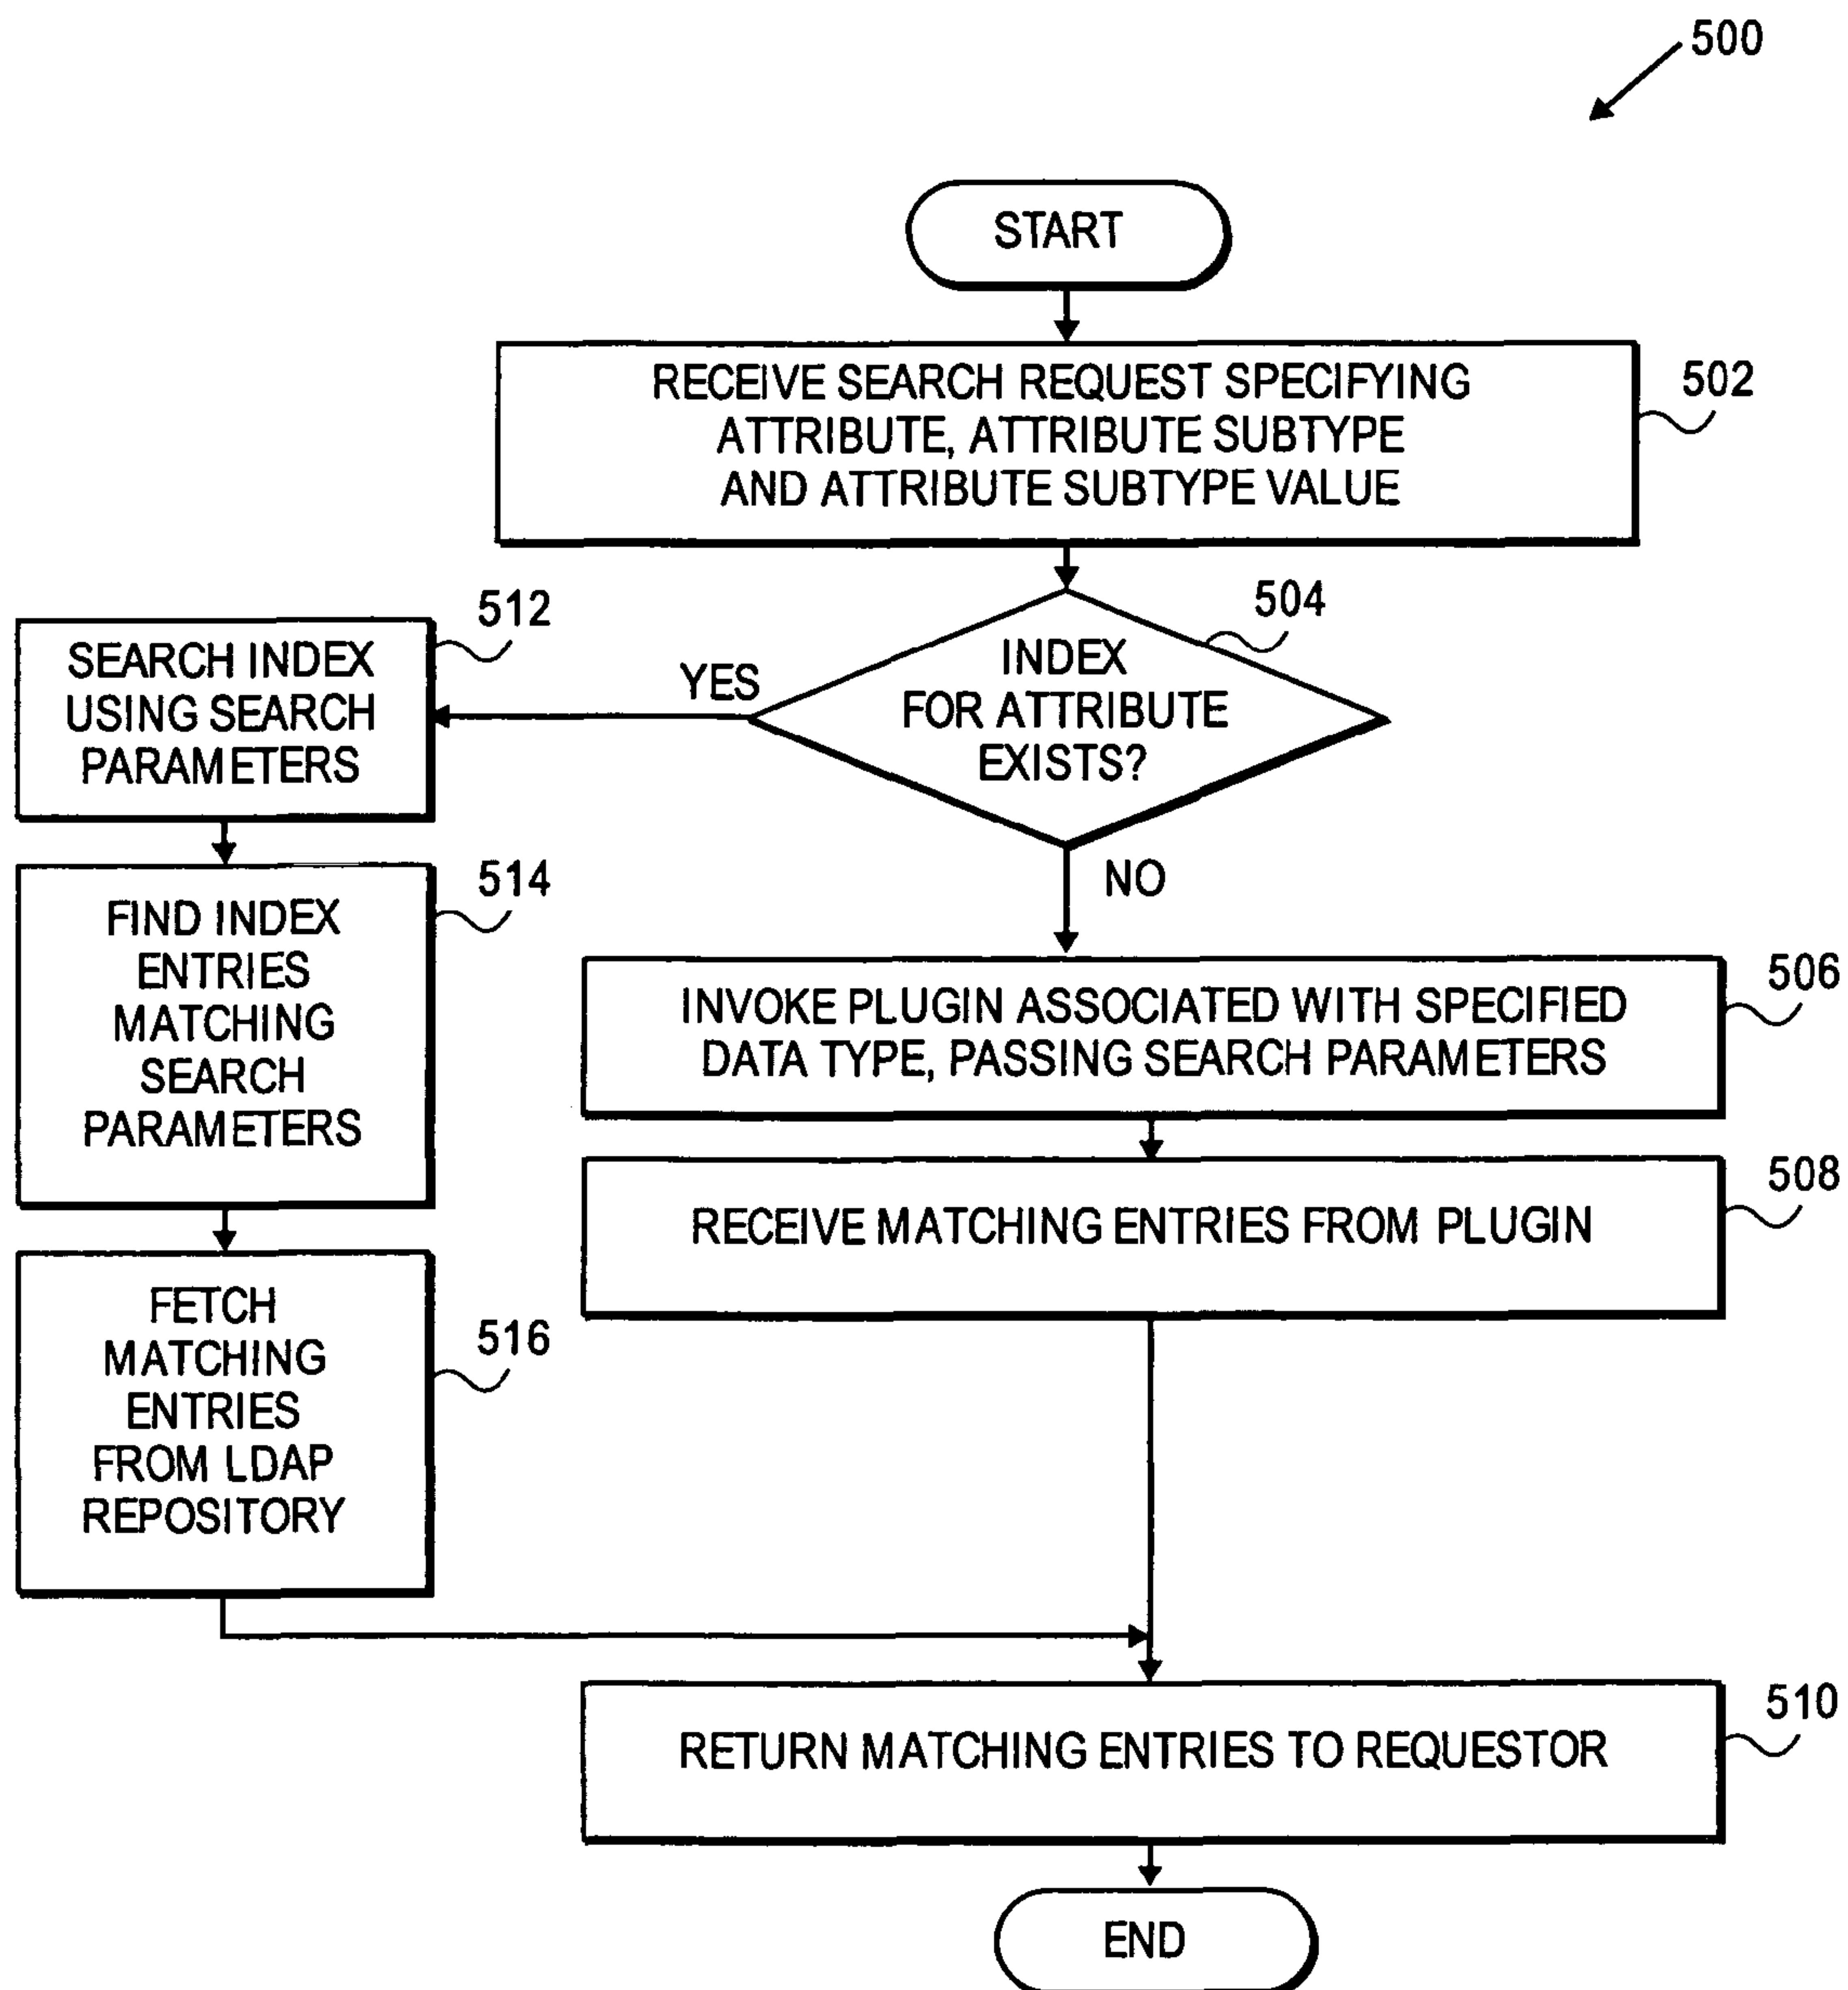 500
START
RECEIVE SEARCH REQUEST SPECIFYING
ATTRIBUTE, ATTRIBUTE SUBTYPE
AND ATTRIBUTE SUBTYPE VALUE
502
504
INDEX
FOR ATTRIBUTE
EXISTS?
YES
512
SEARCH INDEX
USING SEARCH
PARAMETERS
514
FIND INDEX
ENTRIES
MATCHING
SEARCH
PARAMETERS
516
FETCH
MATCHING
ENTRIES
FROM LDAP
REPOSITORY
NO
506
INVOKE PLUGIN ASSOCIATED WITH SPECIFIED
DATA TYPE, PASSING SEARCH PARAMETERS
508
RECEIVE MATCHING ENTRIES FROM PLUGIN
510
RETURN MATCHING ENTRIES TO REQUESTOR
END